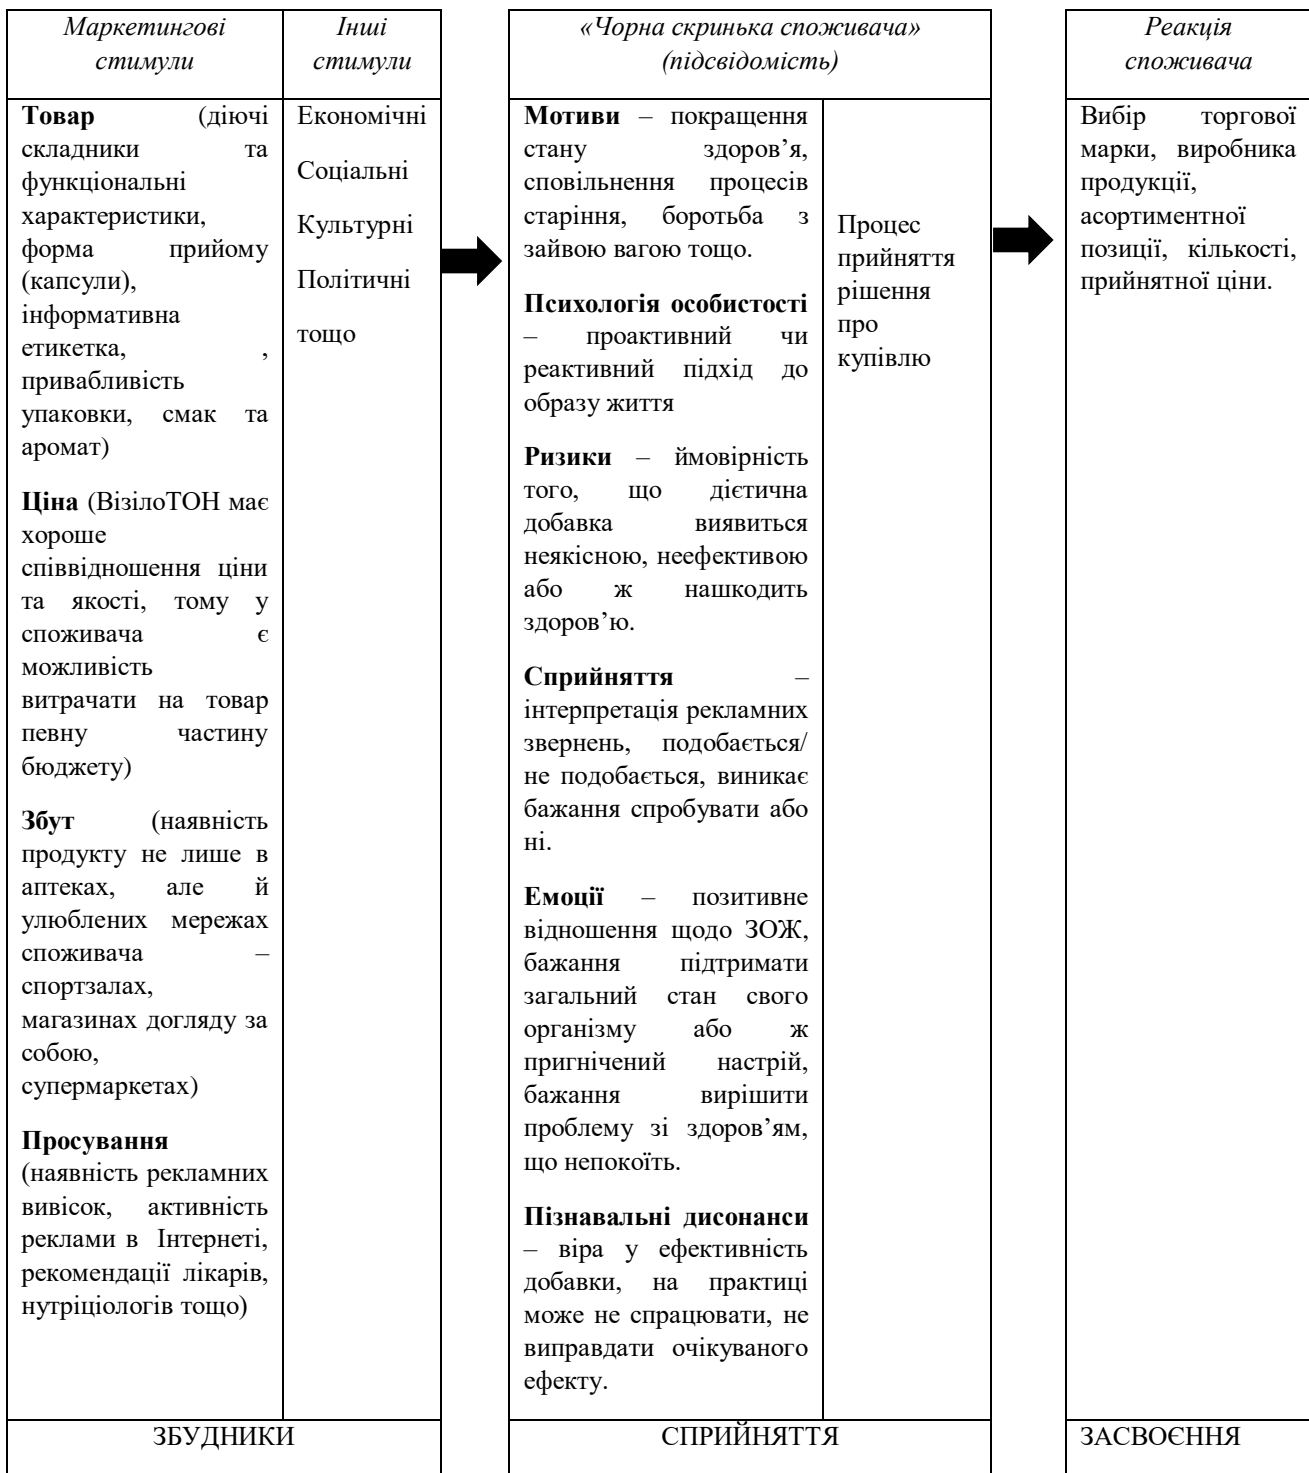 Маркетингові
стимули
Інші
стимули
«Чорна скринька споживача»
(підсвідомість)
Реакція
споживача
Товар (діючі
складники та
функціональні
характеристики,
форма прийому
(капсули),
інформативна
етикетка, ,
привабливість
упаковки, смак та
аромат)
Ціна (ВізілоТОН має
хороше
співвідношення ціни
та якості, тому у
споживача є
можливість
витрачати на товар
певну частину
бюджету)
Збут (наявність
продукту не лише в
аптеках, але й
улюблених мережах
споживача –
спортзалах,
магазинах догляду за
собою,
супермаркетах)
Просування
(наявність рекламних
вивісок, активність
реклами в Інтернеті,
рекомендації лікарів,
нутріціологів тощо)
Економічні
Соціальні
Культурні
Політичні
тощо
Мотиви – покращення
стану здоров’я,
сповільнення процесів
старіння, боротьба з
зайвою вагою тощо.
Психологія особистості
– проактивний чи
реактивний підхід до
образу життя
Ризики – ймовірність
того, що дієтична
добавка виявиться
неякісною, неефективою
або ж нашкодить
здоров’ю.
Сприйняття –
інтерпретація рекламних
звернень, подобається/
не подобається, виникає
бажання спробувати або
ні.
Емоції – позитивне
відношення щодо ЗОЖ,
бажання підтримати
загальний стан свого
організму або ж
пригнічений настрій,
бажання вирішити
проблему зі здоров’ям,
що непокоїть.
Пізнавальні дисонанси
– віра у ефективність
добавки, на практиці
може не спрацювати, не
виправдати очікуваного
ефекту.
Процес
прийняття
рішення
про
купівлю
Вибір торгової
марки, виробника
продукції,
асортиментної
позиції, кількості,
прийнятної ціни.
ЗБУДНИКИ
СПРИЙНЯТТЯ
ЗАСВОЄННЯ